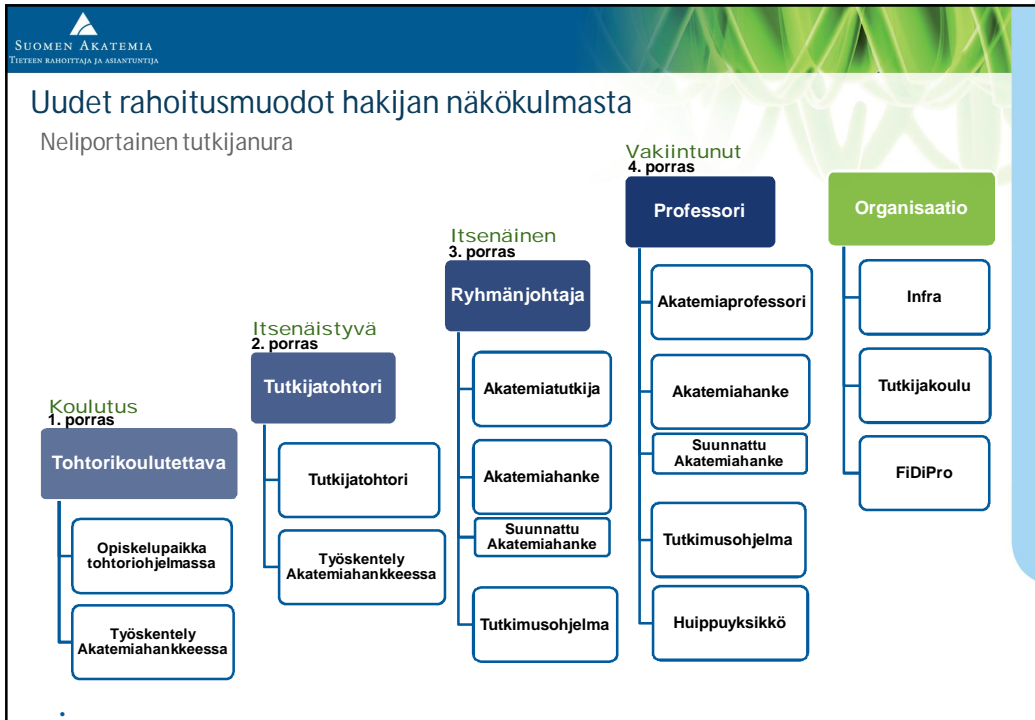 SUOMEN AKATEMIA
TIETEEN RAHOITTAJA JA ASIANTUNTIJA
Uudet rahoitusmuodot hakijan näkökulmasta
Neliportainen tutkijanura
Koulutus
1. porras
Tohtorikoulutettava
Opiskelupaikka
tohtoriohjelmassa
Työskentely
Akatemiahankkeessa
Itsenäistyvä
2. porras
Tutkijatohtori
Tutkijatohtori
Työskentely
Akatemiahankkeessa
Itsenäinen
3. porras
Ryhmänjohtaja
Akatemiatutkija
Akatemiahanke
Suunnattu
Akatemiahanke
Tutkimusohjelma
Vakiintunut
4. porras
Professori
Akatemiaprofessori
Akatemiahanke
Suunnattu
Akatemiahanke
Tutkimusohjelma
Huippuyksikkö
Organisaatio
Infra
Tutkijakoulu
FiDiPro